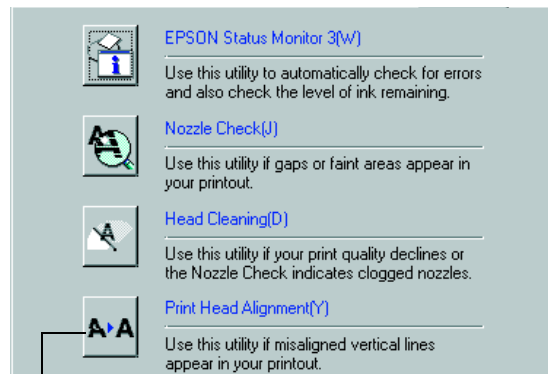 EPSON Status Monitor 3(W)
Use this utility to automatically check for errors
and also check the level of ink remaining.
Nozzle Check(J)
Use this utility if gaps or faint areas appear in
your printout.
Head Cleaning(D)
Use this utility if your print quality declines or
the Nozzle Check indicates clogged nozzles.
Print Head Alignment(Y)
A A
Use this utility if misaligned vertical lines
appear in your printout.